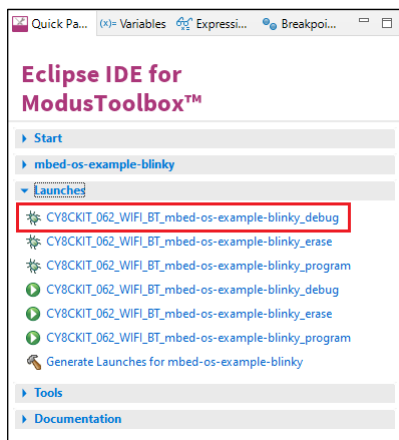 Quick Pa... (x)= Variables Expressi... Breakpoi...
Eclipse IDE for
ModusToolbox™
Start
mbed-os-example-blinky
Launches
CY8CKIT_062_WIFI_BT_mbed-os-example-blinky_debug
CY8CKIT_062_WIFI_BT_mbed-os-example-blinky_erase
CY8CKIT_062_WIFI_BT_mbed-os-example-blinky_program
CY8CKIT_062_WIFI_BT_mbed-os-example-blinky_debug
CY8CKIT_062_WIFI_BT_mbed-os-example-blinky_erase
CY8CKIT_062_WIFI_BT_mbed-os-example-blinky_program
Generate Launches for mbed-os-example-blinky
Tools
Documentation